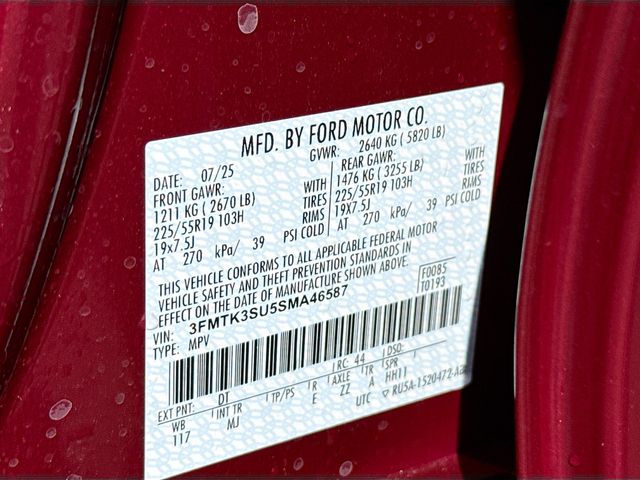 MFD. BY FORD MOTOR CO.
DATE: 07/25 GVWR: 2640 KG ( 5820 LB)
FRONT GAWR: REAR GAWR:
1211 KG ( 2670 LB) WITH 1476 KG ( 3255 LB) WITH
225/55R19 103H TIRES 225/55R19 103H TIRES
19x7.5J RIMS 19x7.5J RIMS
AT 270 kPa/ 39 PSI COLD AT 270 kPa/ 39 PSI COLD
THIS VEHICLE CONFORMS TO ALL APPLICABLE FEDERAL MOTOR
VEHICLE SAFETY AND THEFT PREVENTION STANDARDS IN
EFFECT ON THE DATE OF MANUFACTURE SHOWN ABOVE.
F0085
T0193
VIN: 3FMTK3SU5SMA46587
TYPE: MPV
RC: 44 DSO:
EXT PNT: DT
WB INT TR TP/PS R AXLE TR SPR
117 MJ E ZZ A HH11
UTC RU5A-1520472-